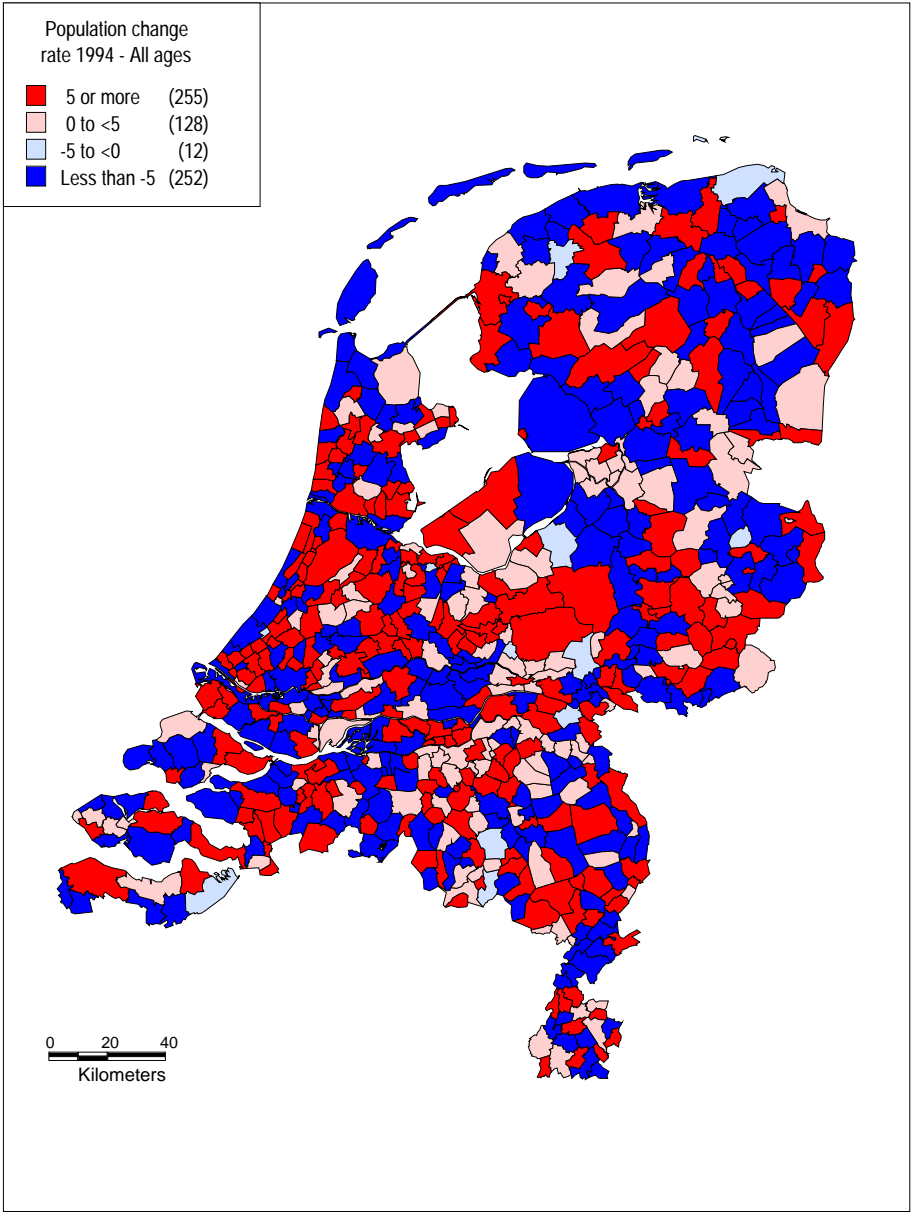 Population change
rate 1994 - All ages
5 or more (255)
0 to <5 (128)
-5 to <0 (12)
Less than -5 (252)
0 20 40
Kilometers